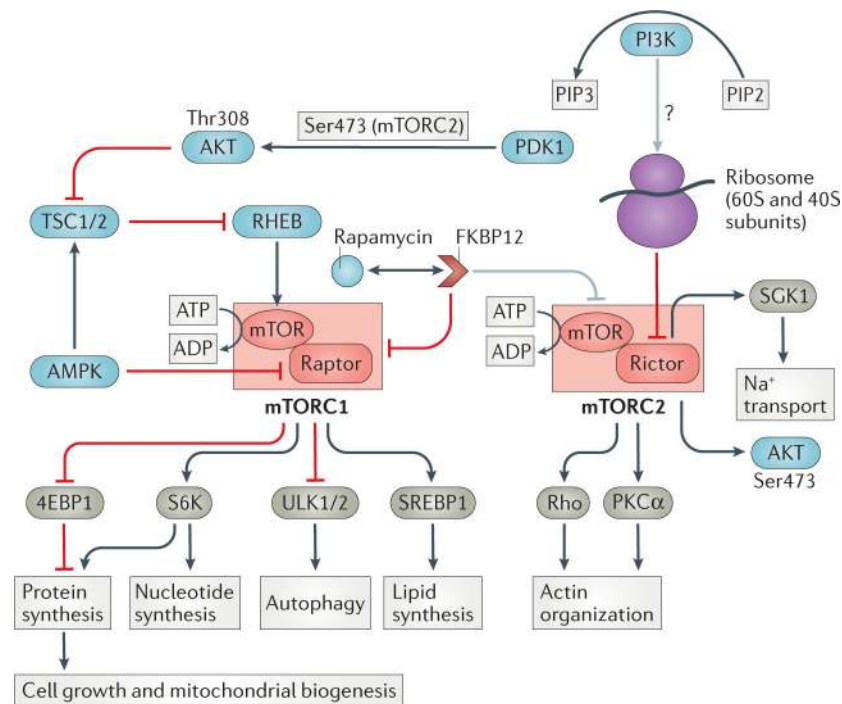 PI3K
PIP3
PIP2
?
Thr308
AKT
Ser473 (mTORC2)
PDK1
Ribosome
(60S and 40S
subunits)
TSC1/2
RHEB
Rapamycin
FKBP12
ATP
ADP
mTOR
Raptor
mTORC1
AMPK
ATP
ADP
mTOR
Rictor
mTORC2
SGK1
Na⁺
transport
AKT
Ser473
4EBP1
S6K
ULK1/2
SREBP1
Rho
PKCα
Protein
synthesis
Nucleotide
synthesis
Autophagy
Lipid
synthesis
Actin
organization
Cell growth and mitochondrial biogenesis